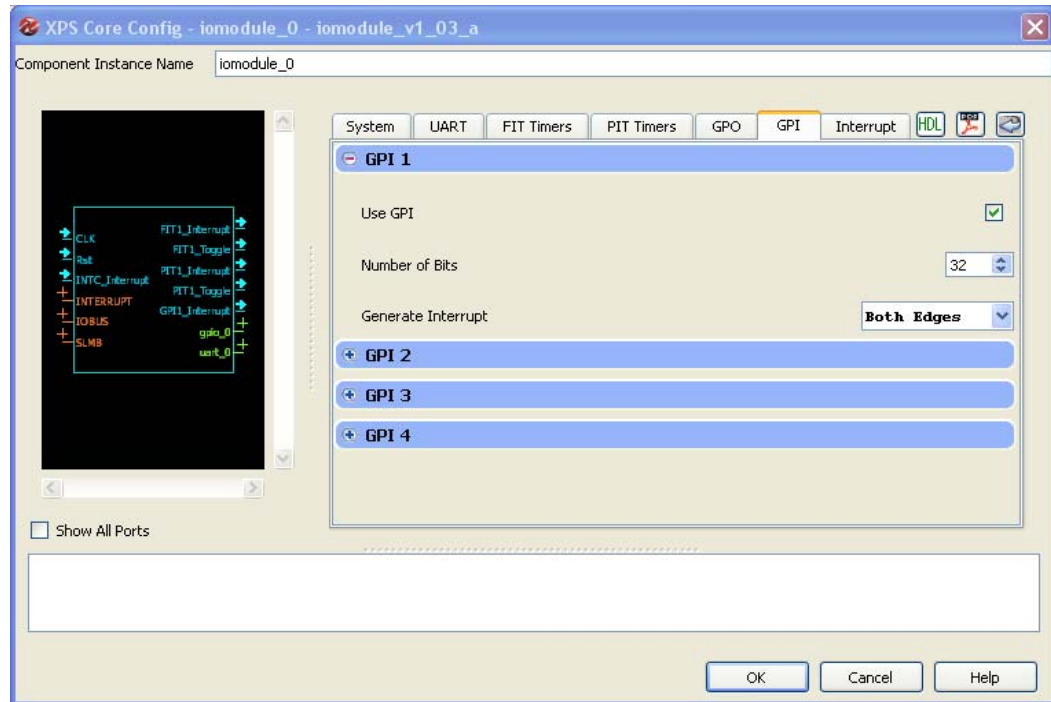 XPS Core Config - iomodule_0 - iomodule_v1_03_a
Component Instance Name iomodule_0
System UART FIT Timers PIT Timers GPO GPI Interrupt HDL PDF
GPI 1
Use GPI
Number of Bits 32
Generate Interrupt Both Edges
GPI 2
GPI 3
GPI 4
CLK
Rst
INTC_Interrupt
INTERRUPT
IOBUS
SLMB
FIT1_Interrupt
FIT1_Toggle
PIT1_Interrupt
PIT1_Toggle
GPI1_Interrupt
gpio_0
uart_0
Show All Ports
OK Cancel Help